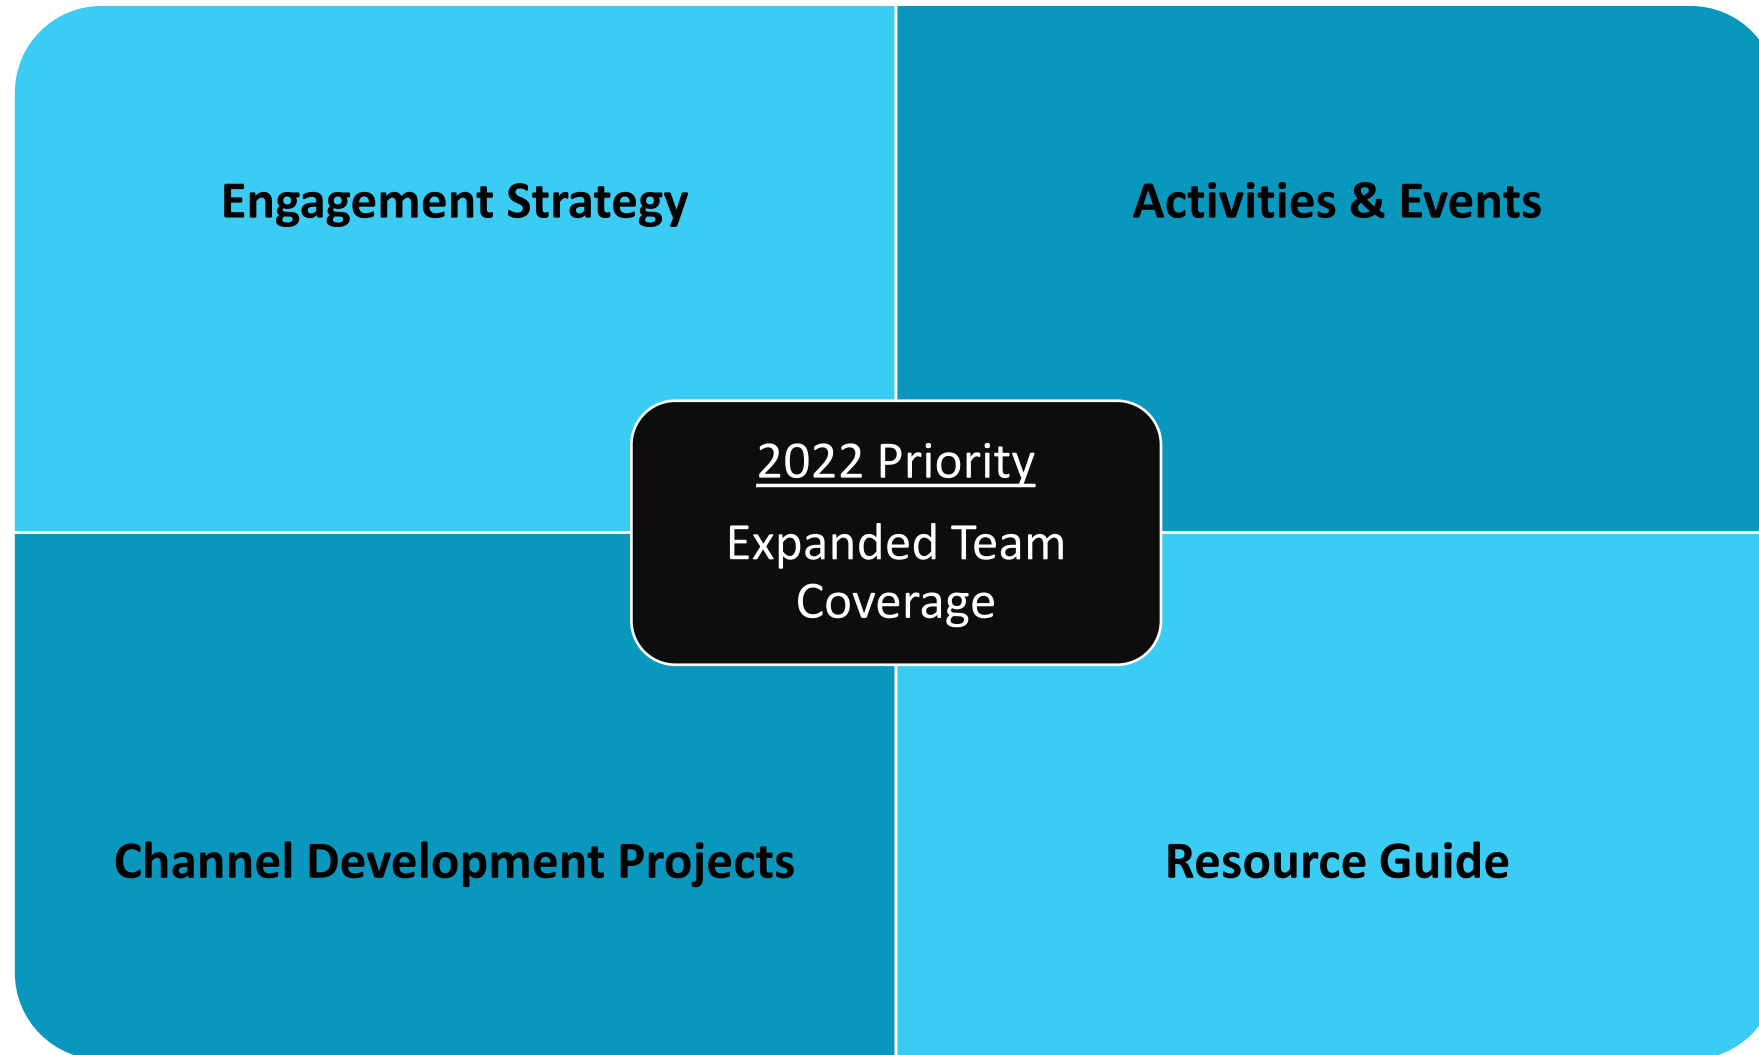 Engagement Strategy
Activities & Events
2022 Priority
Expanded Team
Coverage
Channel Development Projects
Resource Guide